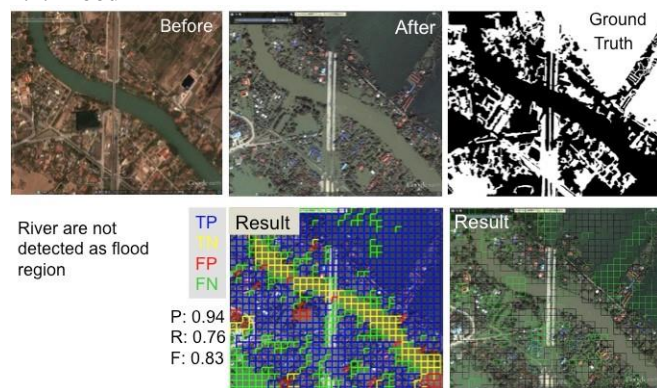 Before
After
Ground
Truth
River are not
detected as flood
region
TP
TN
FP
FN
Result
Result
P: 0.94
R: 0.76
F: 0.83